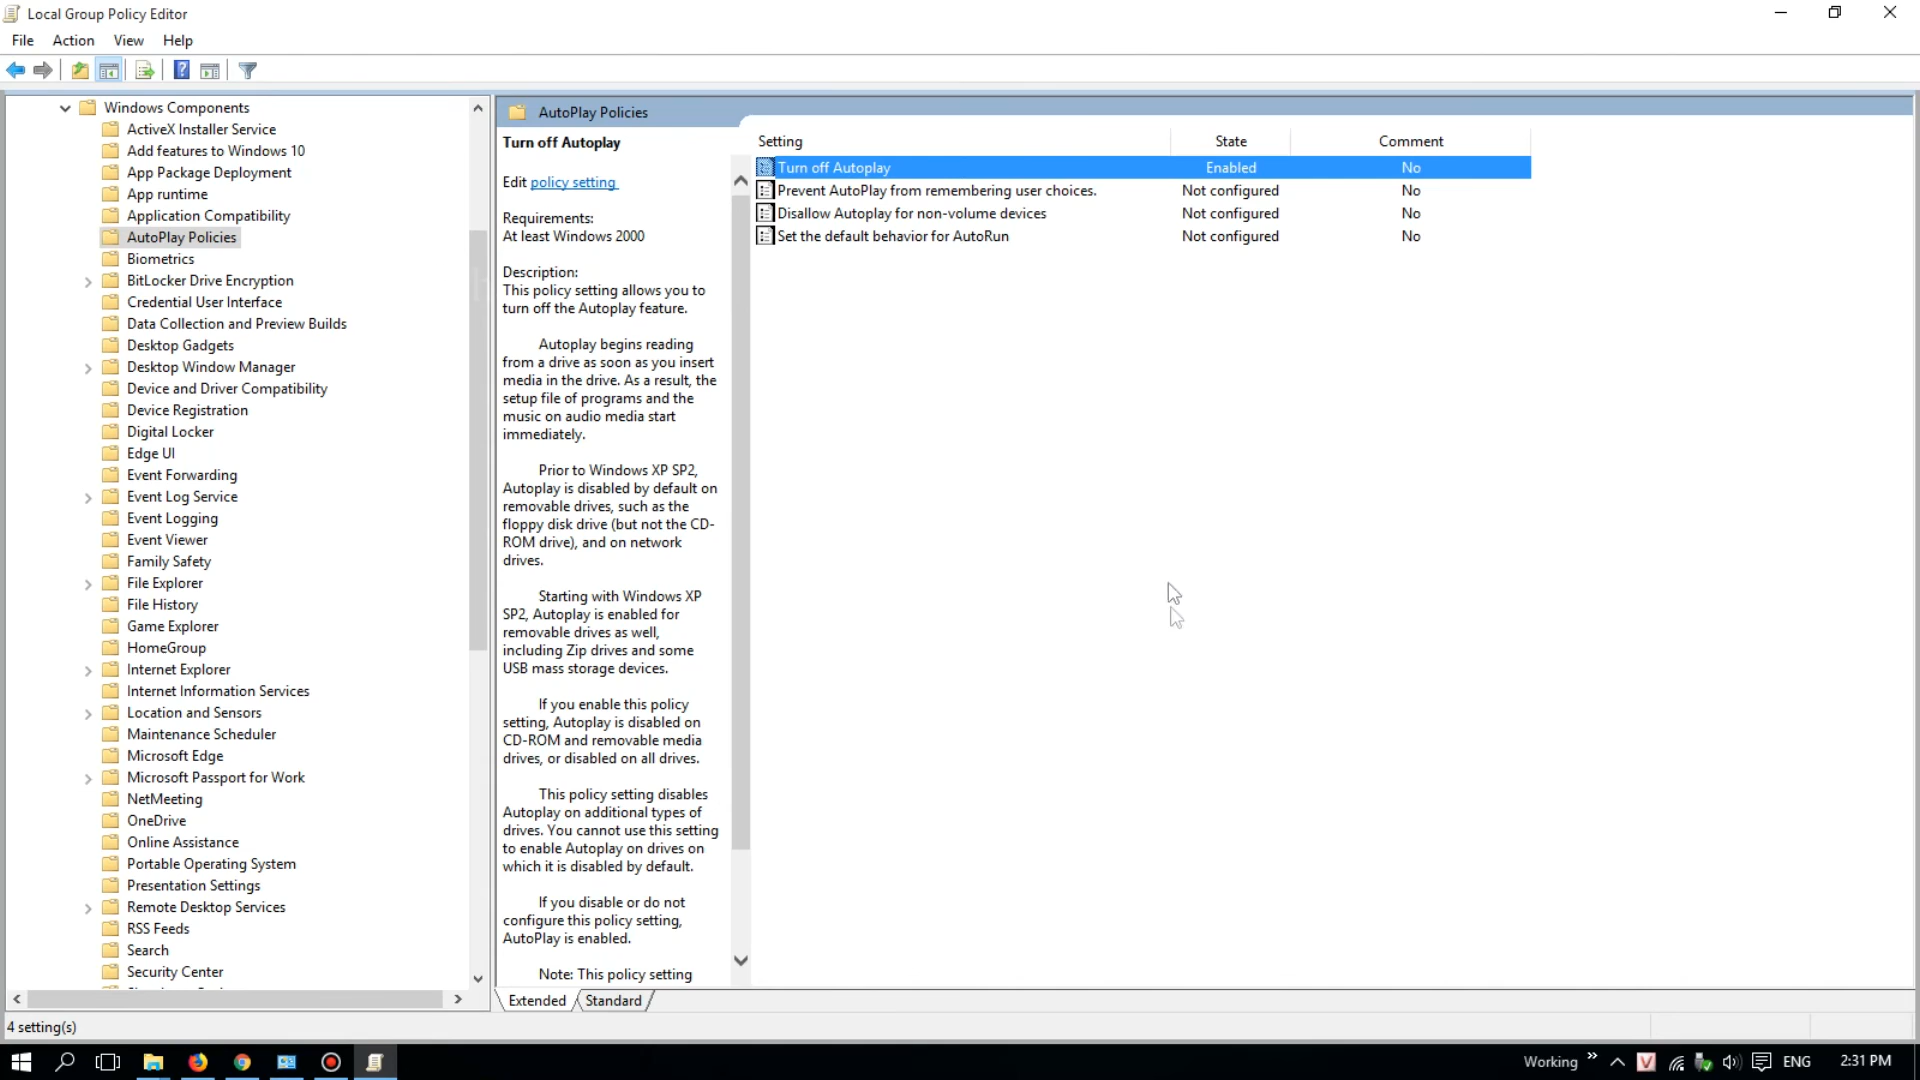 Local Group Policy Editor
File Action View Help
Windows Components
ActiveX Installer Service
Add features to Windows 10
App Package Deployment
App runtime
Application Compatibility
AutoPlay Policies
Biometrics
BitLocker Drive Encryption
Credential User Interface
Data Collection and Preview Builds
Desktop Gadgets
Desktop Window Manager
Device and Driver Compatibility
Device Registration
Digital Locker
Edge UI
Event Forwarding
Event Log Service
Event Logging
Event Viewer
Family Safety
File Explorer
File History
Game Explorer
HomeGroup
Internet Explorer
Internet Information Services
Location and Sensors
Maintenance Scheduler
Microsoft Edge
Microsoft Passport for Work
NetMeeting
OneDrive
Online Assistance
Portable Operating System
Presentation Settings
Remote Desktop Services
RSS Feeds
Search
Security Center
AutoPlay Policies
Turn off Autoplay
Edit policy setting
Requirements:
At least Windows 2000
Description:
This policy setting allows you to
turn off the Autoplay feature.
Autoplay begins reading
from a drive as soon as you insert
media in the drive. As a result, the
setup file of programs and the
music on audio media start
immediately.
Prior to Windows XP SP2,
Autoplay is disabled by default on
removable drives, such as the
floppy disk drive (but not the CD-
ROM drive), and on network
drives.
Starting with Windows XP
SP2, Autoplay is enabled for
removable drives as well,
including Zip drives and some
USB mass storage devices.
If you enable this policy
setting, Autoplay is disabled on
CD-ROM and removable media
drives, or disabled on all drives.
This policy setting disables
Autoplay on additional types of
drives. You cannot use this setting
to enable Autoplay on drives on
which it is disabled by default.
If you disable or do not
configure this policy setting,
AutoPlay is enabled.
Note: This policy setting
Setting State Comment
Turn off Autoplay Enabled No
Prevent AutoPlay from remembering user choices. Not configured No
Disallow Autoplay for non-volume devices Not configured No
Set the default behavior for AutoRun Not configured No
Extended Standard
4 setting(s)
Working » V ENG 2:31 PM